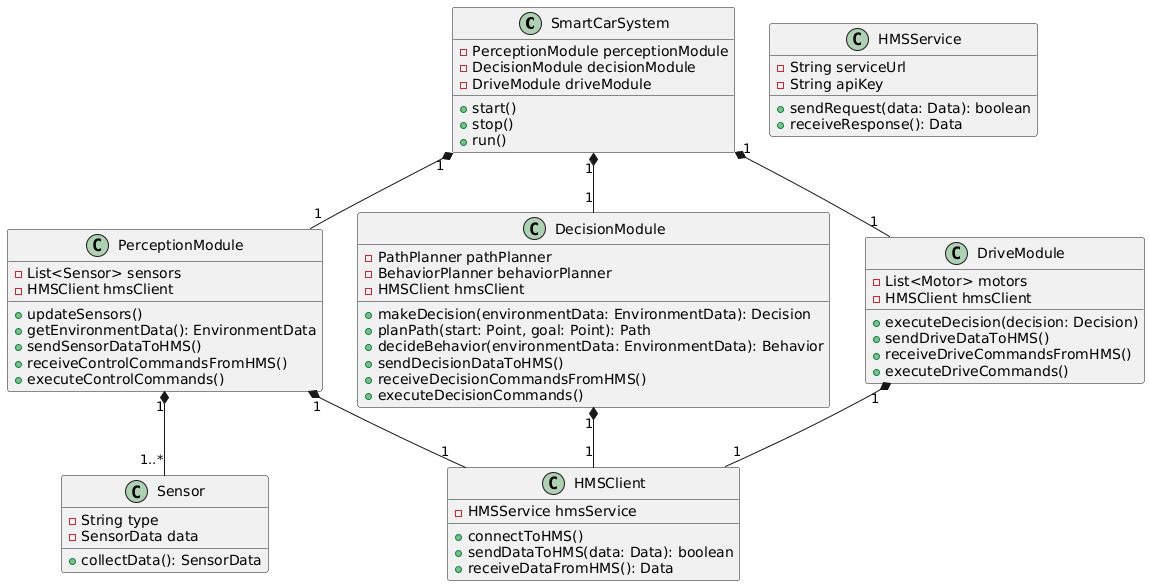 C SmartCarSystem
PerceptionModule perceptionModule
DecisionModule decisionModule
DriveModule driveModule
start()
stop()
run()
C HMSService
String serviceUrl
String apiKey
sendRequest(data: Data): boolean
receiveResponse(): Data
1
1
1
1
1
1
C PerceptionModule
List<Sensor> sensors
HMSClient hmsClient
updateSensors()
getEnvironmentData(): EnvironmentData
sendSensorDataToHMS()
receiveControlCommandsFromHMS()
executeControlCommands()
C DecisionModule
PathPlanner pathPlanner
BehaviorPlanner behaviorPlanner
HMSClient hmsClient
makeDecision(environmentData: EnvironmentData): Decision
planPath(start: Point, goal: Point): Path
decideBehavior(environmentData: EnvironmentData): Behavior
sendDecisionDataToHMS()
receiveDecisionCommandsFromHMS()
executeDecisionCommands()
C DriveModule
List<Motor> motors
HMSClient hmsClient
executeDecision(decision: Decision)
sendDriveDataToHMS()
receiveDriveCommandsFromHMS()
executeDriveCommands()
1
1
1
1
1..*
1
1
1
C Sensor
String type
SensorData data
collectData(): SensorData
C HMSClient
HMSService hmsService
connectToHMS()
sendDataToHMS(data: Data): boolean
receiveDataFromHMS(): Data